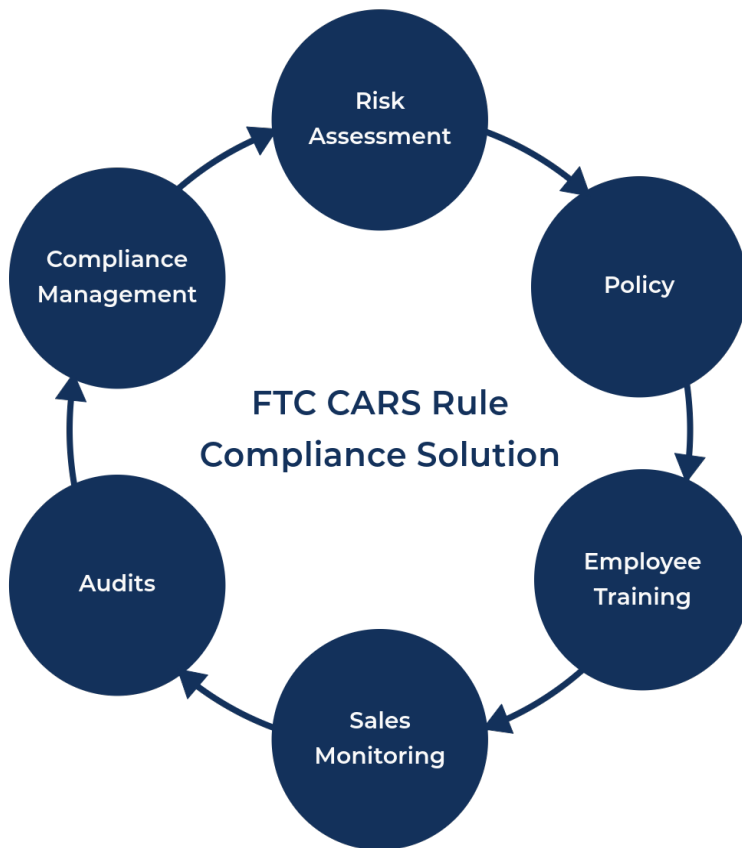 Risk
Assessment
Policy
Employee
Training
Sales
Monitoring
Audits
Compliance
Management
FTC CARS Rule
Compliance Solution